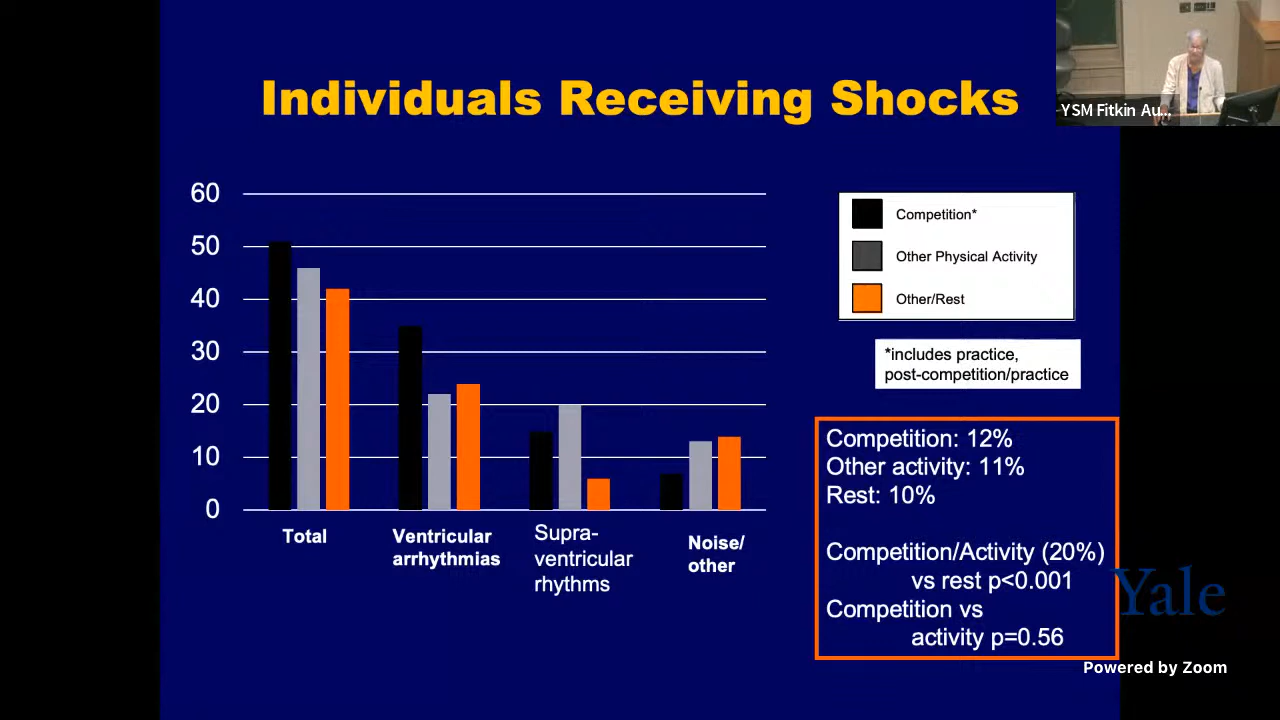 Individuals Receiving Shocks
YSM Fitkin Au...
60
50
40
30
20
10
0
Total
Ventricular
arrhythmias
Supra-
ventricular
rhythms
Noise/
other
Competition*
Other Physical Activity
Other/Rest
*includes practice,
post-competition/practice
Competition: 12%
Other activity: 11%
Rest: 10%
Competition/Activity (20%)
vs rest p<0.001
Competition vs
activity p=0.56
Yale
Powered by Zoom